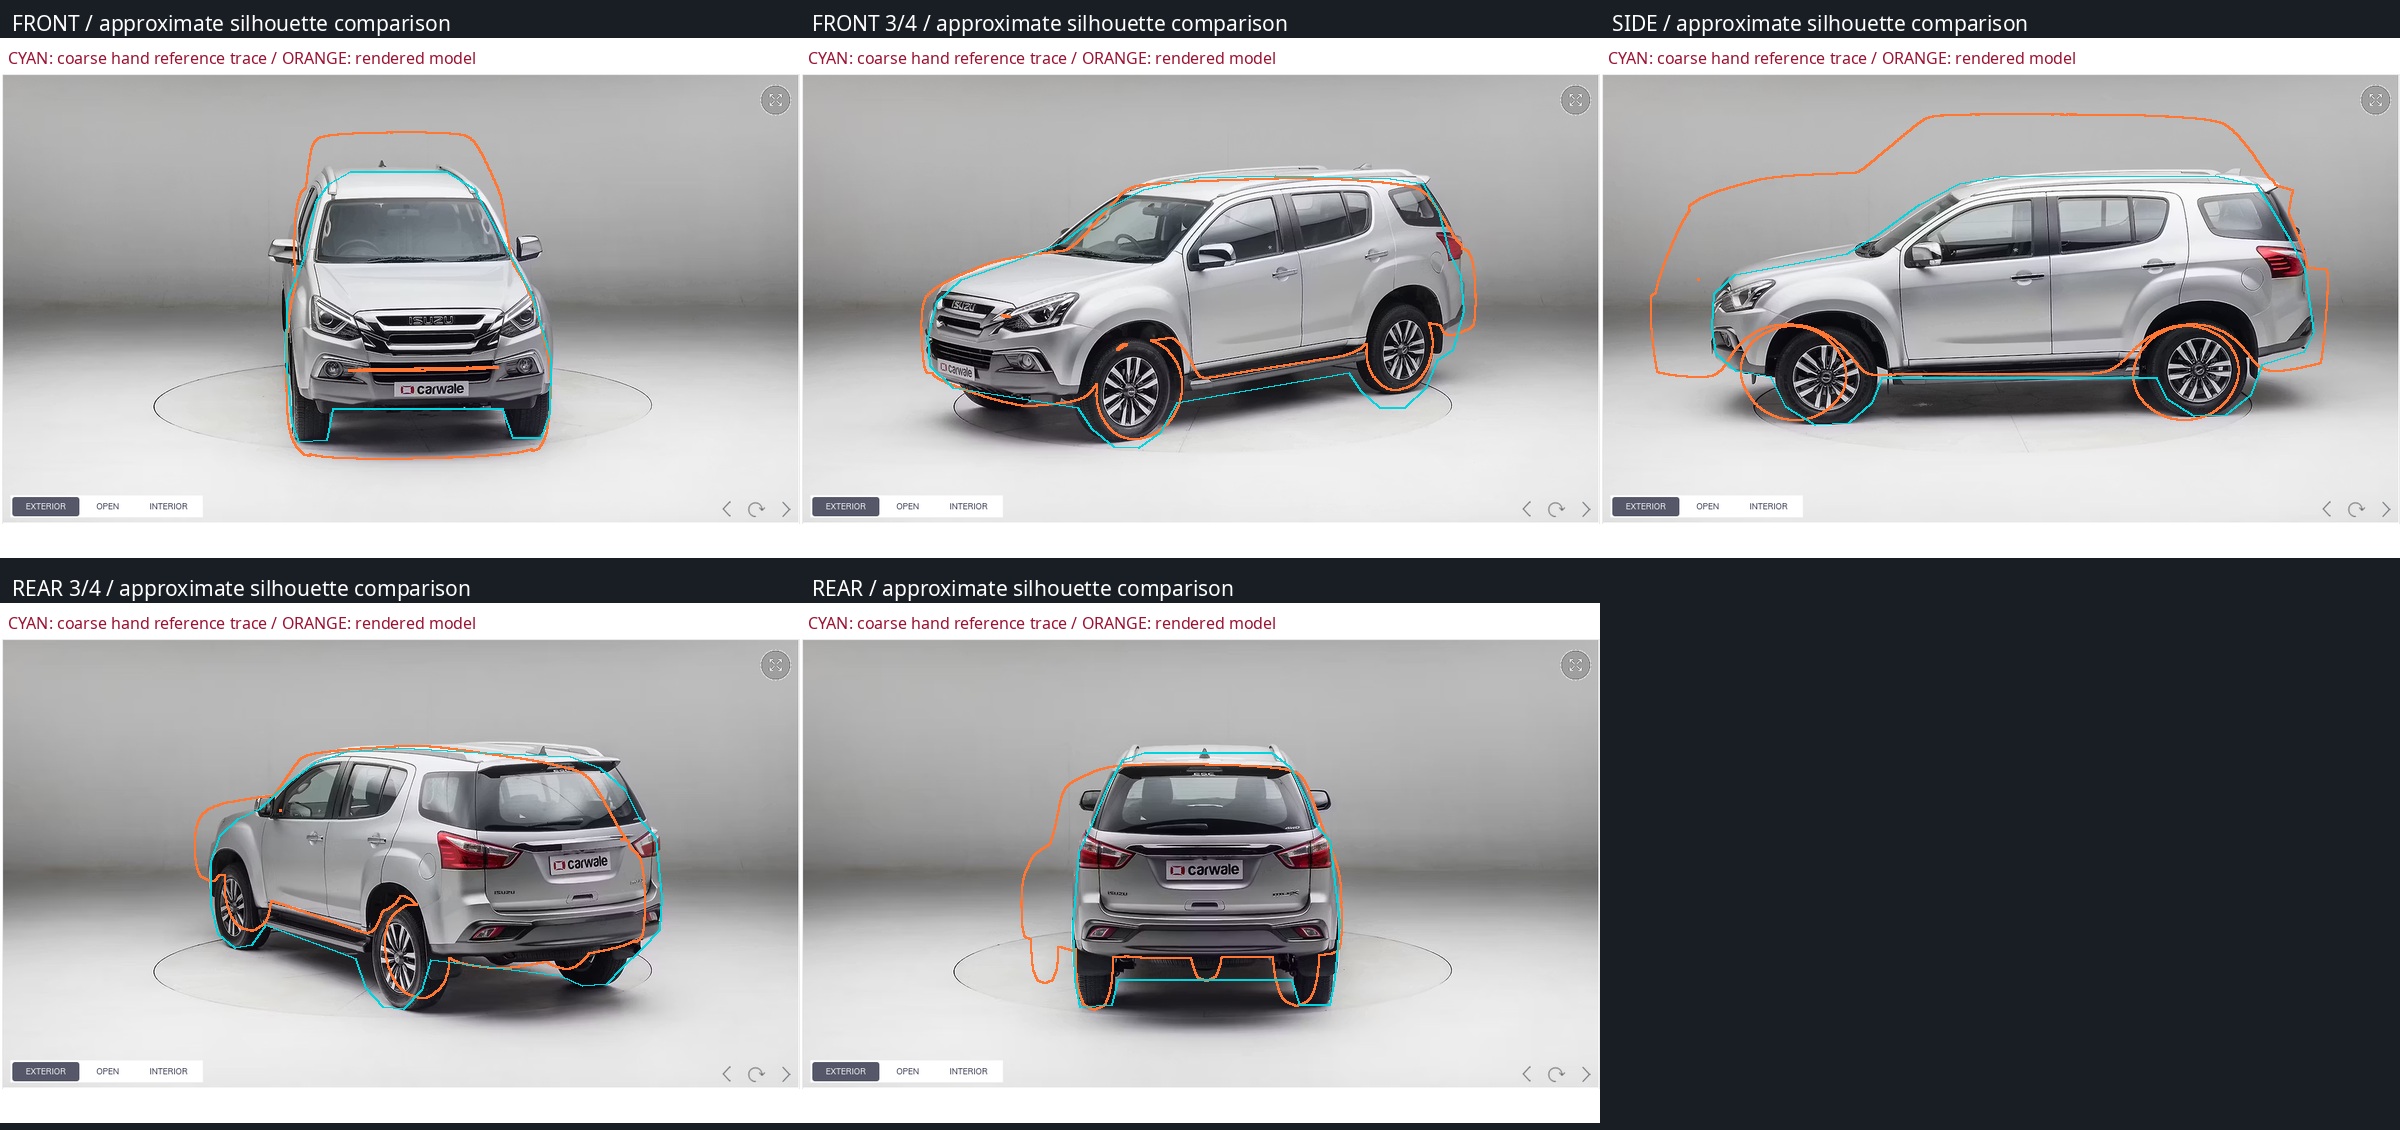 FRONT / approximate silhouette comparison
CYAN: coarse hand reference trace / ORANGE: rendered model
ISUZU
carwale
EXTERIOR OPEN INTERIOR
FRONT 3/4 / approximate silhouette comparison
CYAN: coarse hand reference trace / ORANGE: rendered model
ISUZU
carwale
EXTERIOR OPEN INTERIOR
SIDE / approximate silhouette comparison
CYAN: coarse hand reference trace / ORANGE: rendered model
EXTERIOR OPEN INTERIOR
REAR 3/4 / approximate silhouette comparison
CYAN: coarse hand reference trace / ORANGE: rendered model
carwale
ISUZU
EXTERIOR OPEN INTERIOR
REAR / approximate silhouette comparison
CYAN: coarse hand reference trace / ORANGE: rendered model
ESC
4WD
carwale
ISUZU
EXTERIOR OPEN INTERIOR